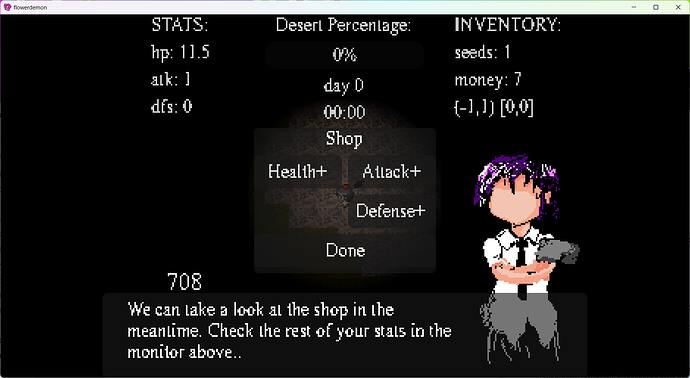 flowerdemon
STATS:
hp: 11.5
atk: 1
dfs: 0
Desert Percentage:
0%
day 0
00:00
INVENTORY:
seeds: 1
money: 7
(-1,1) [0,0]
Shop
Health+
Attack+
Defense+
Done
708
We can take a look at the shop in the
meantime. Check the rest of your stats in the
monitor above..